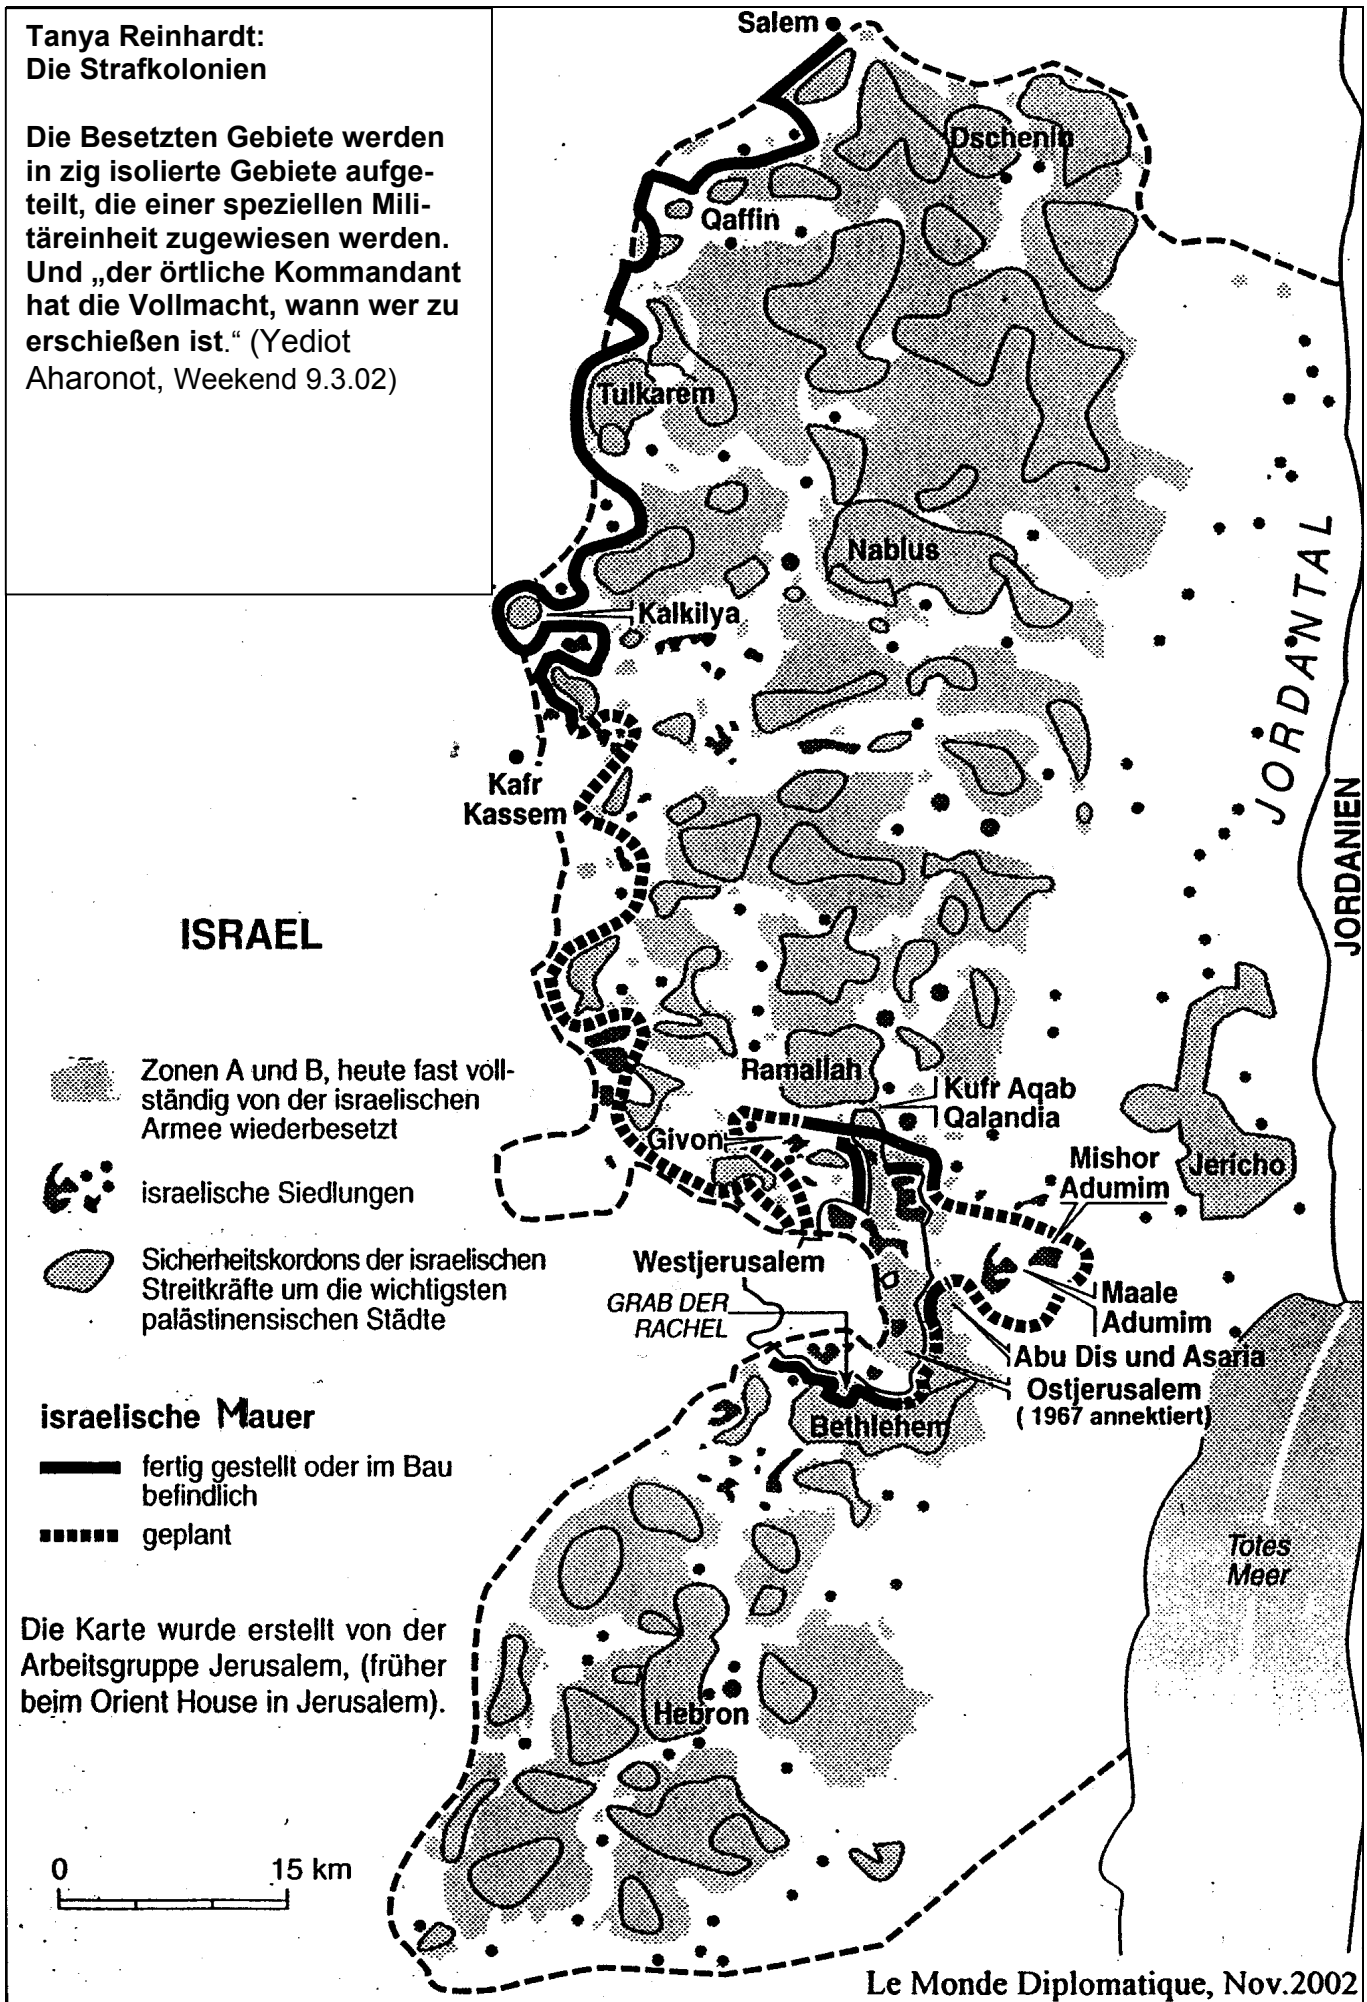 Tanya Reinhardt:
Die Strafkolonien
Die Besetzten Gebiete werden
in zig isolierte Gebiete aufge-
teilt, die einer speziellen Mili-
täreinheit zugewiesen werden.
Und „der örtliche Kommandant
hat die Vollmacht, wann wer zu
erschießen ist.“ (Yediot
Aharonot, Weekend 9.3.02)
Salem
Dschenin
Qaffin
Tulkarem
Nablus
Kalkilya
JORDANTAL
JORDANIEN
Kafr
Kassem
ISRAEL
Ramallah
Kufr Aqab
Qalandia
Givon
Mishor
Adumim
Jericho
Westjerusalem
GRAB DER
RACHEL
Maale
Adumim
Abu Dis und Asaria
Ostjerusalem
( 1967 annektiert)
Bethlehem
Totes
Meer
Hebron
Zonen A und B, heute fast voll-
ständig von der israelischen
Armee wiederbesetzt
israelische Siedlungen
Sicherheitskordons der israelischen
Streitkräfte um die wichtigsten
palästinensischen Städte
israelische Mauer
fertig gestellt oder im Bau
befindlich
geplant
Die Karte wurde erstellt von der
Arbeitsgruppe Jerusalem, (früher
beim Orient House in Jerusalem).
0 15 km
Le Monde Diplomatique, Nov.2002